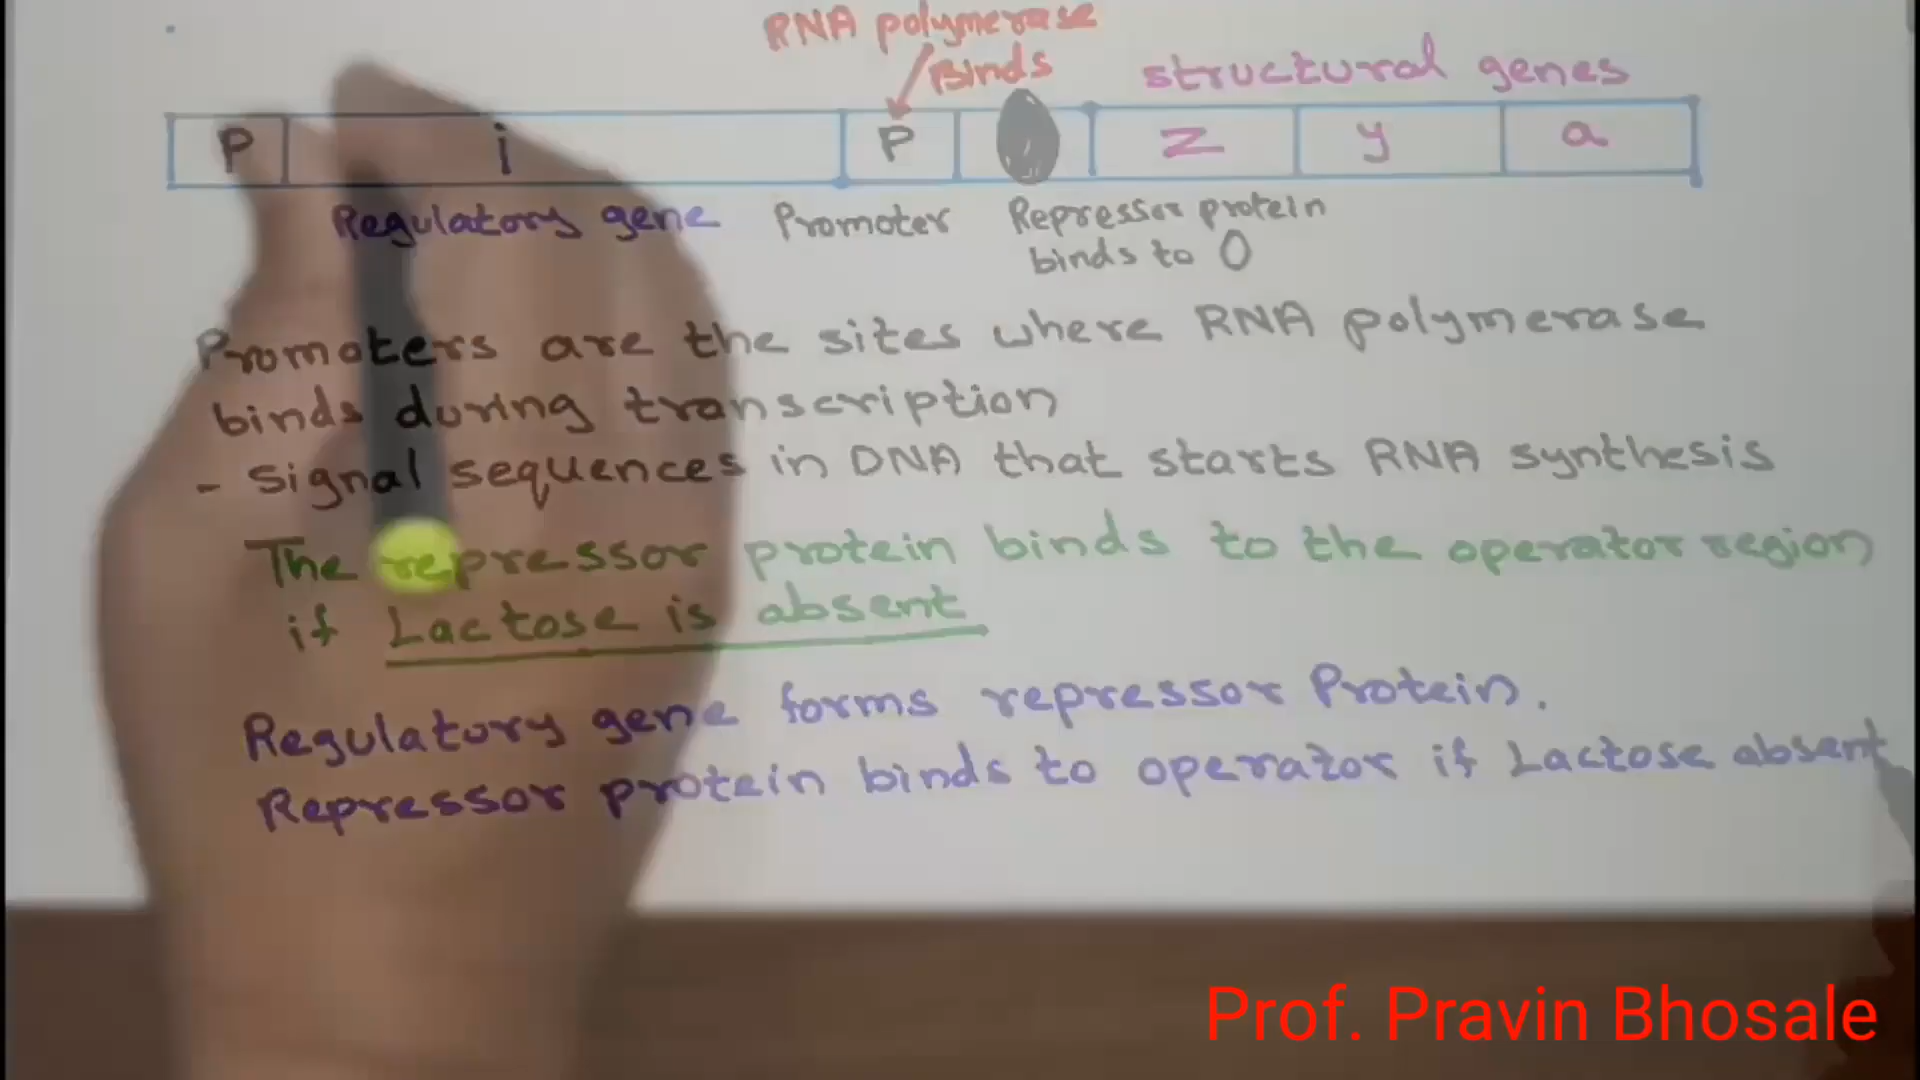 RNA polymerase
Binds
structural genes
P i P z y a
Regulatory gene Promoter Repressor protein
binds to O
Promoters are the sites where RNA polymerase
binds during transcription
- signal sequences in DNA that starts RNA synthesis
The repressor protein binds to the operator region
if Lactose is absent
Regulatory gene forms repressor Protein.
Repressor protein binds to operator if Lactose absent
Prof. Pravin Bhosale